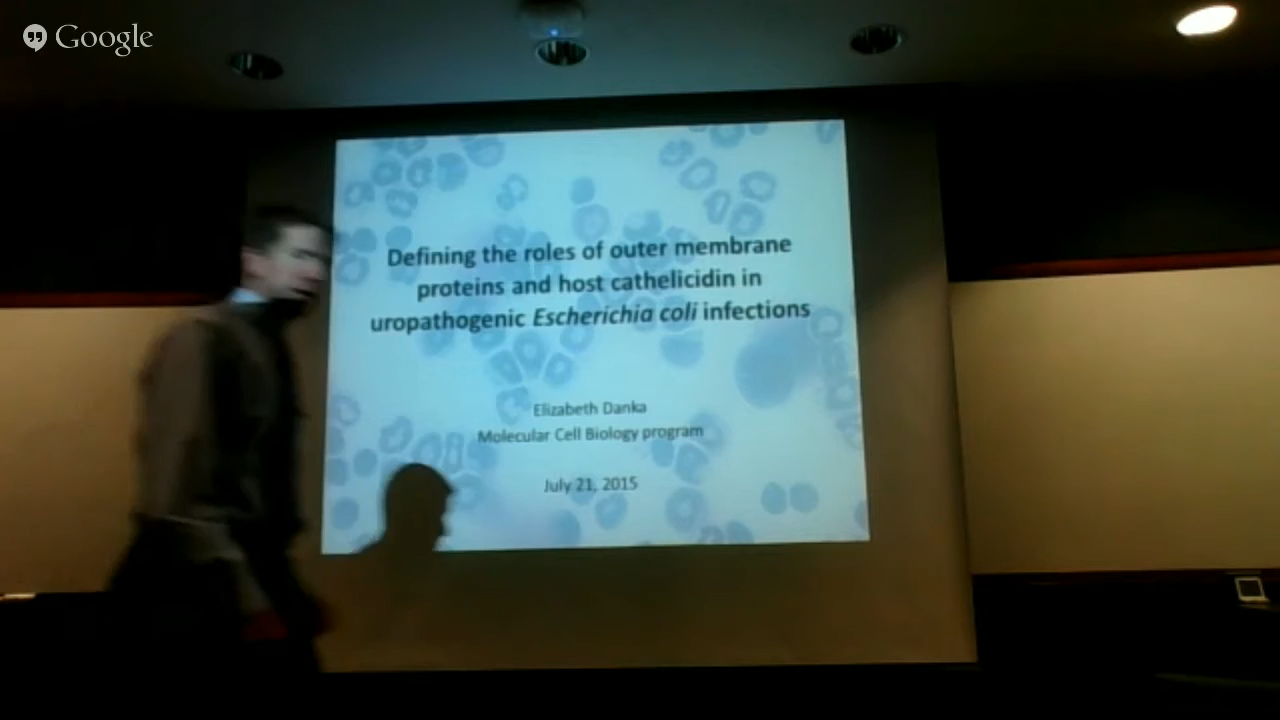 Google
Defining the roles of outer membrane
proteins and host cathelicidin in
uropathogenic Escherichia coli infections
Elizabeth Danka
Molecular Cell Biology program
July 21, 2015